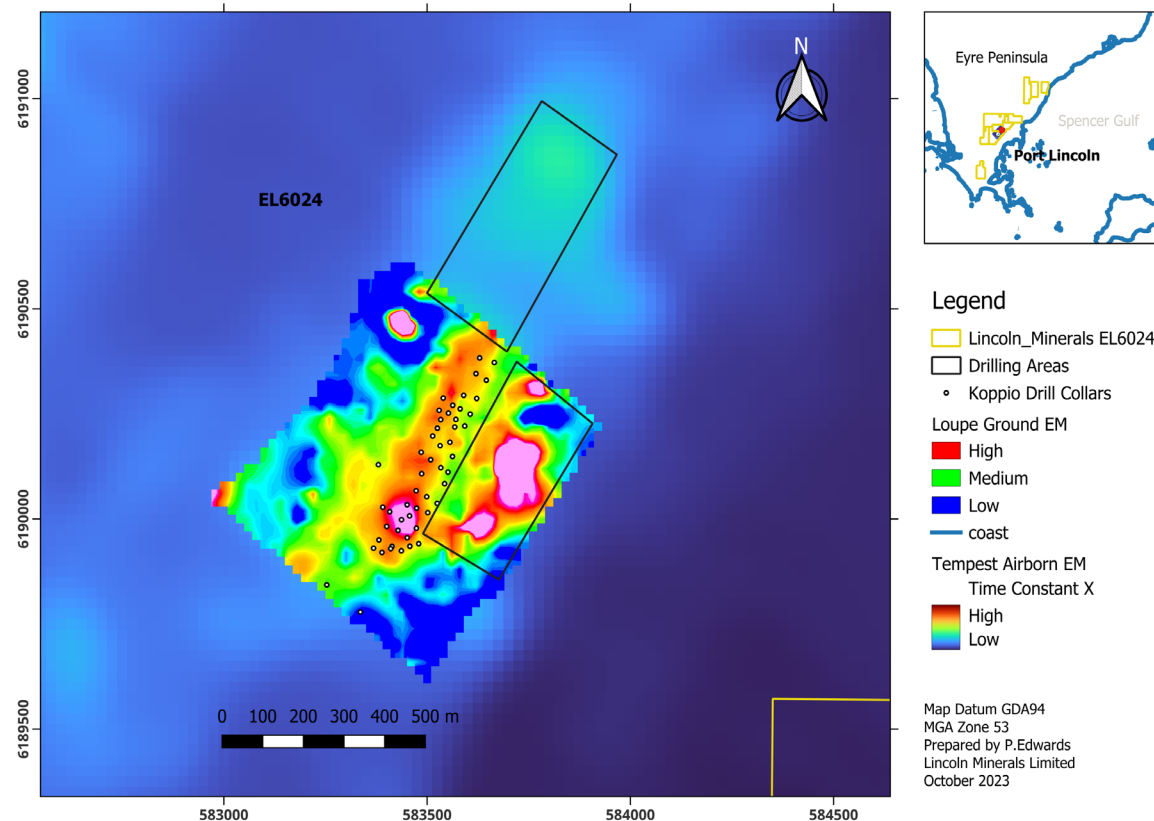 N
EL6024
6191000
6190500
6190000
6189500
0 100 200 300 400 500 m
583000 583500 584000 584500
Eyre Peninsula
Spencer Gulf
Port Lincoln
Legend
Lincoln_Minerals EL6024
Drilling Areas
Koppio Drill Collars
Loupe Ground EM
High
Medium
Low
coast
Tempest Airborn EM
Time Constant X
High
Low
Map Datum GDA94
MGA Zone 53
Prepared by P.Edwards
Lincoln Minerals Limited
October 2023